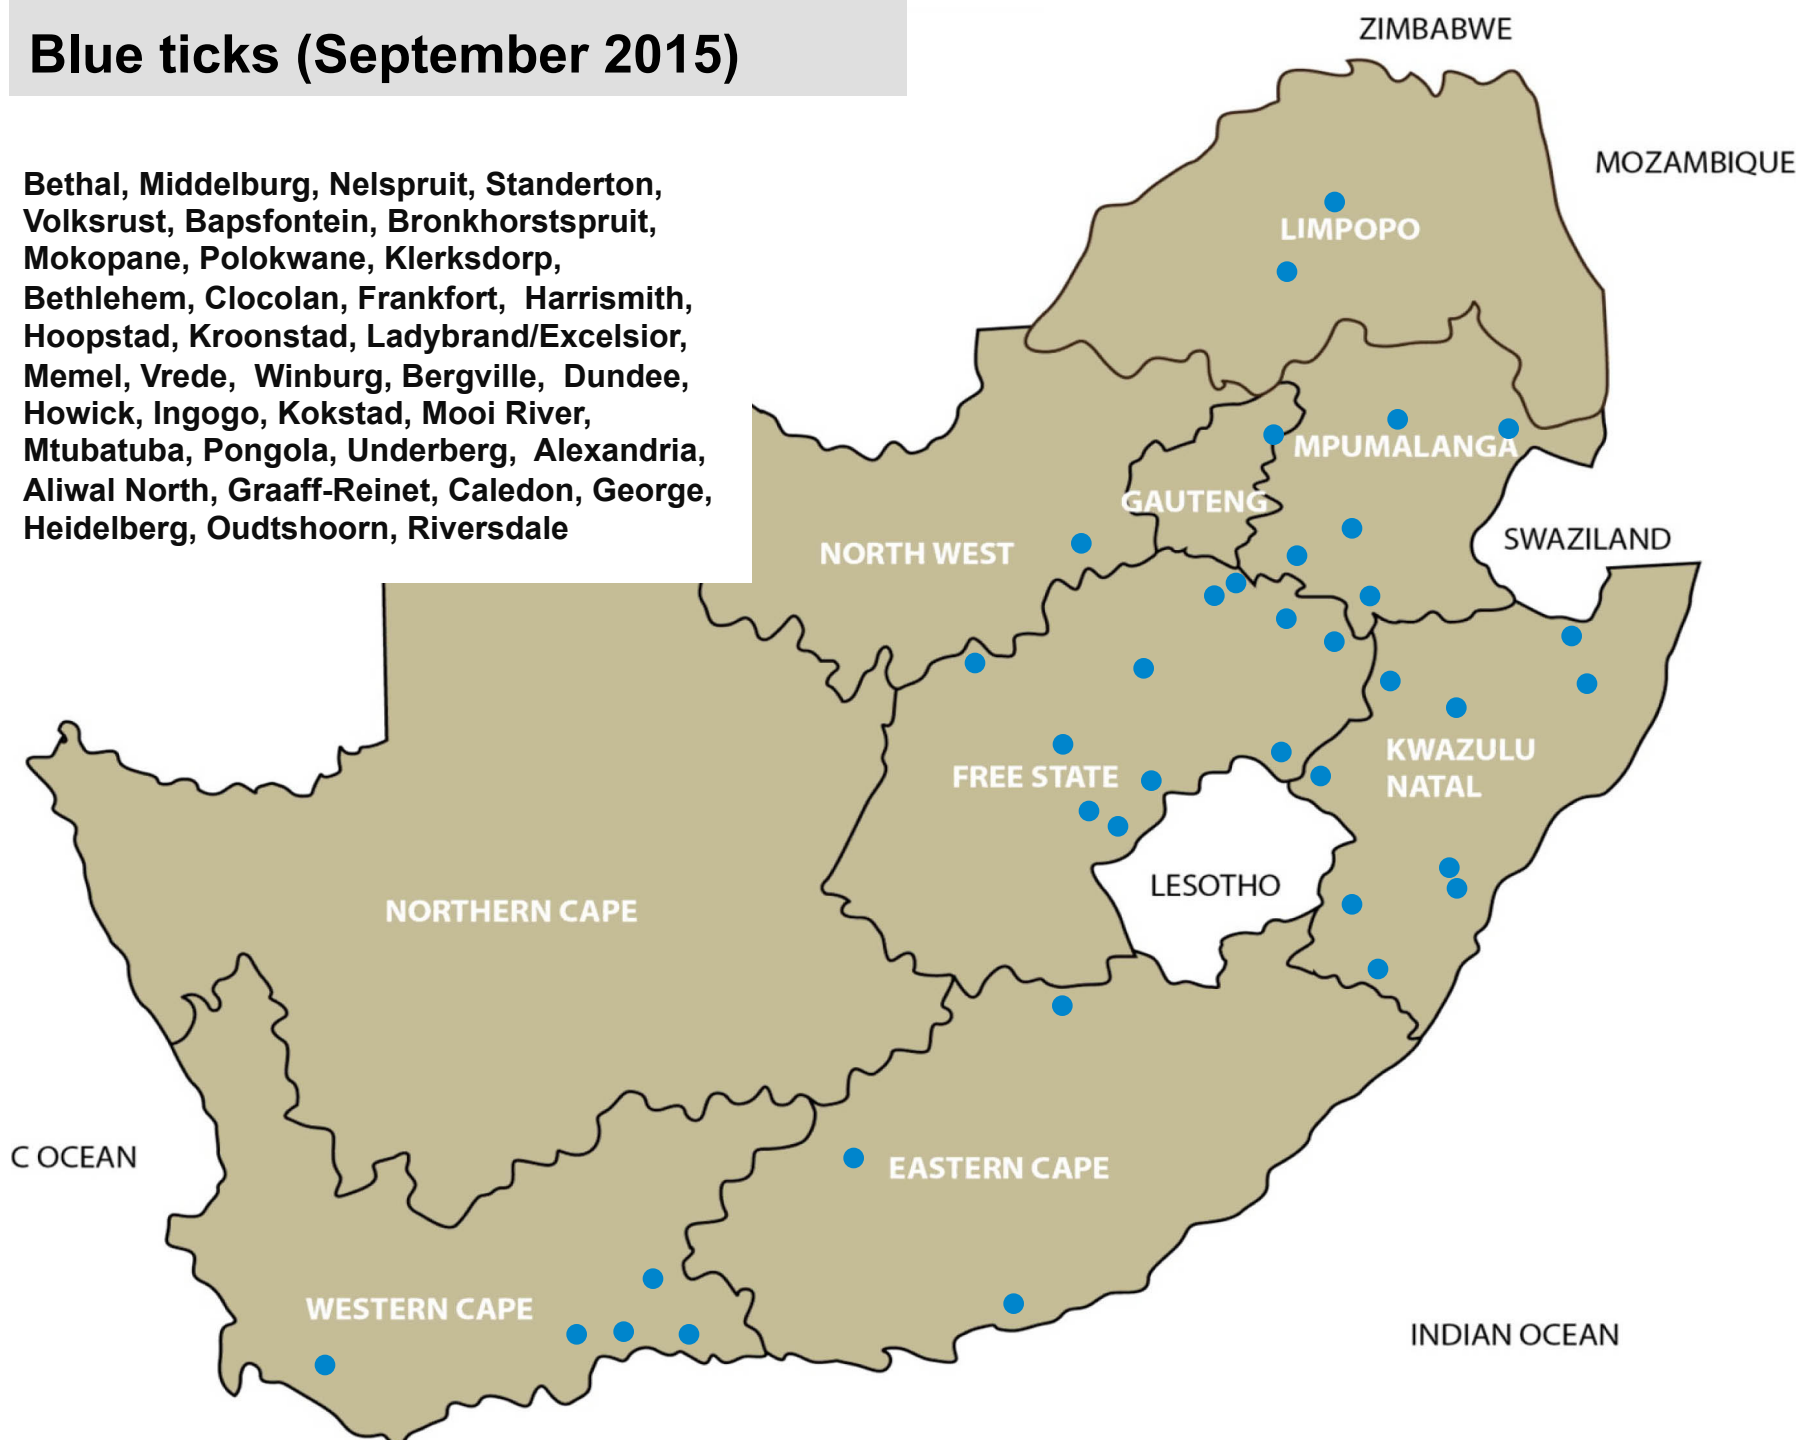 Blue ticks (September 2015)
Bethal, Middelburg, Nelspruit, Standerton,
Volksrust, Bapsfontein, Bronkhorstspruit,
Mokopane, Polokwane, Klerksdorp,
Bethlehem, Clocolan, Frankfort, Harrismith,
Hoopstad, Kroonstad, Ladybrand/Excelsior,
Memel, Vrede, Winburg, Bergville, Dundee,
Howick, Ingogo, Kokstad, Mooi River,
Mtubatuba, Pongola, Underberg, Alexandria,
Aliwal North, Graaff-Reinet, Caledon, George,
Heidelberg, Oudtshoorn, Riversdale
ZIMBABWE
MOZAMBIQUE
LIMPOPO
MPUMALANGA
GAUTENG
NORTH WEST
SWAZILAND
KWAZULU
NATAL
FREE STATE
LESOTHO
NORTHERN CAPE
C OCEAN
EASTERN CAPE
WESTERN CAPE
INDIAN OCEAN